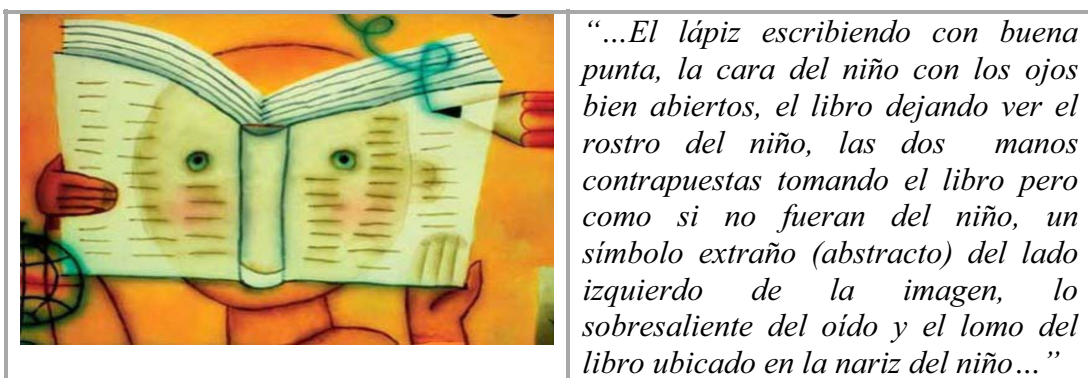 “…El lápiz escribiendo con buena
punta, la cara del niño con los ojos
bien abiertos, el libro dejando ver el
rostro del niño, las dos manos
contrapuestas tomando el libro pero
como si no fueran del niño, un
símbolo extraño (abstracto) del lado
izquierdo de la imagen, lo
sobresaliente del oído y el lomo del
libro ubicado en la nariz del niño…”